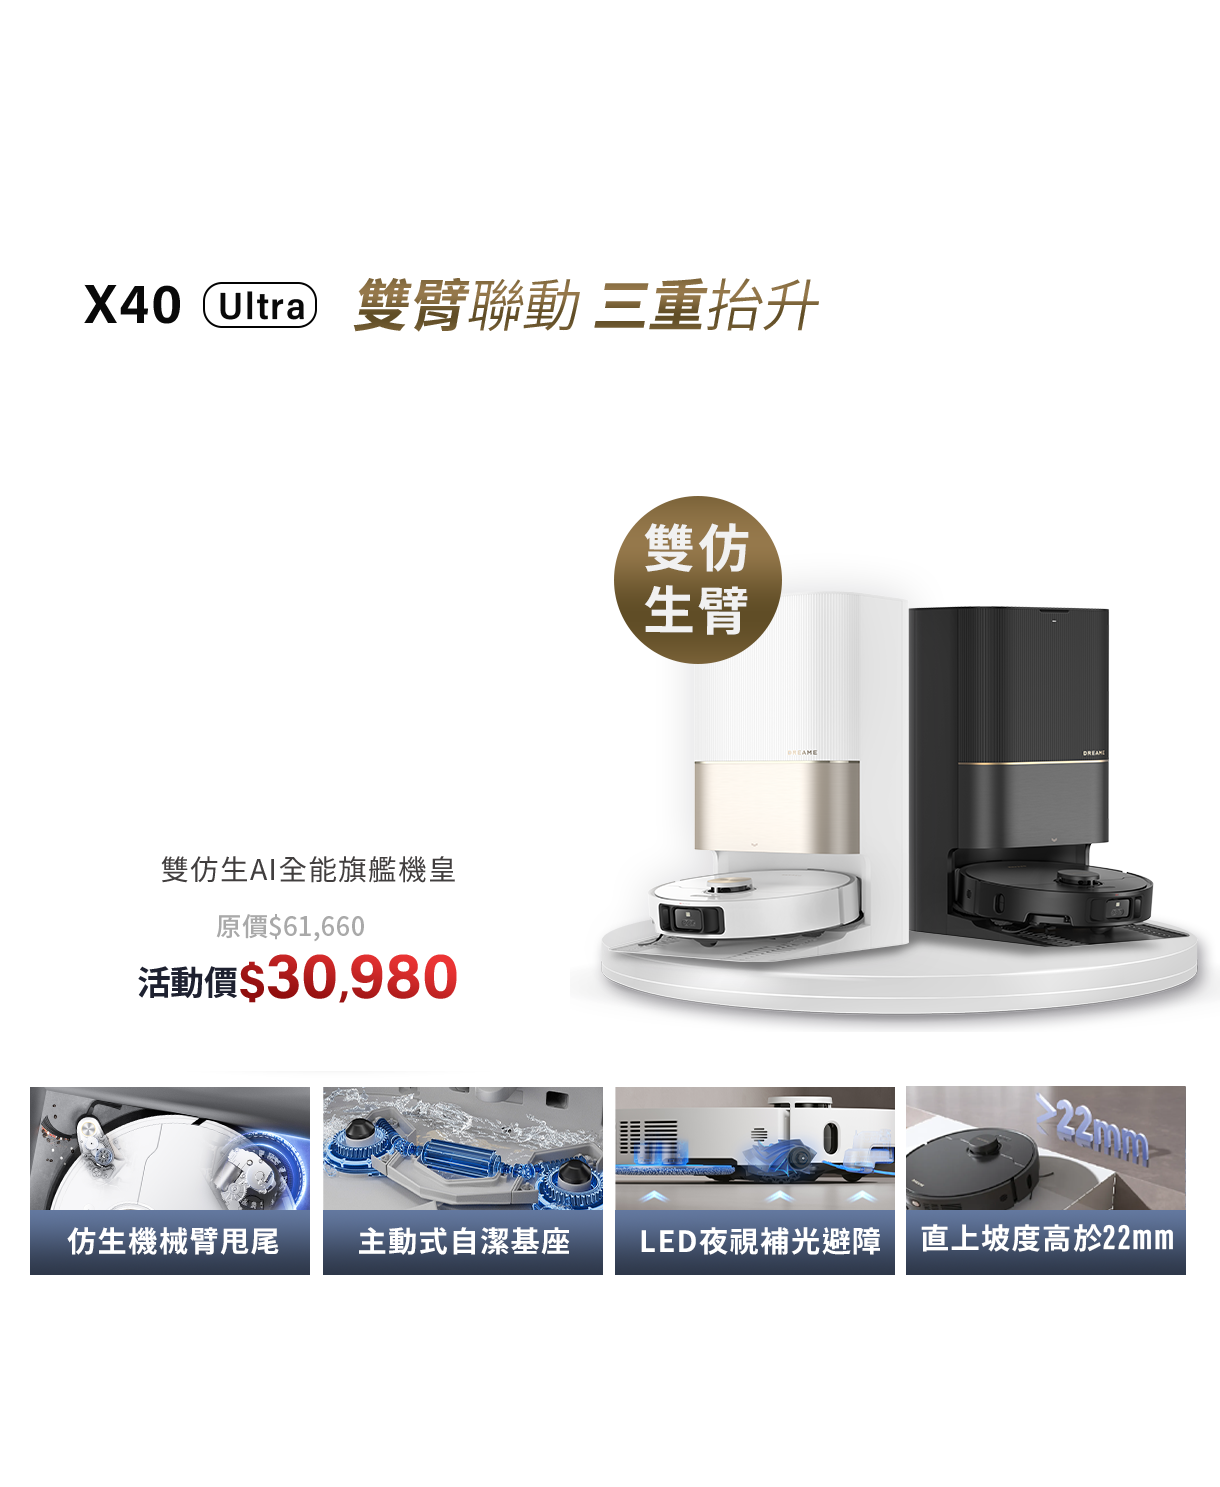 X40 Ultra 雙臂聯動 三重抬升
雙仿
生臂
DREAME
DREAME
雙仿生AI全能旗艦機皇
原價$61,660
活動價$30,980
>22mm
仿生機械臂甩尾
主動式自潔基座
LED夜視補光避障
直上坡度高於22mm